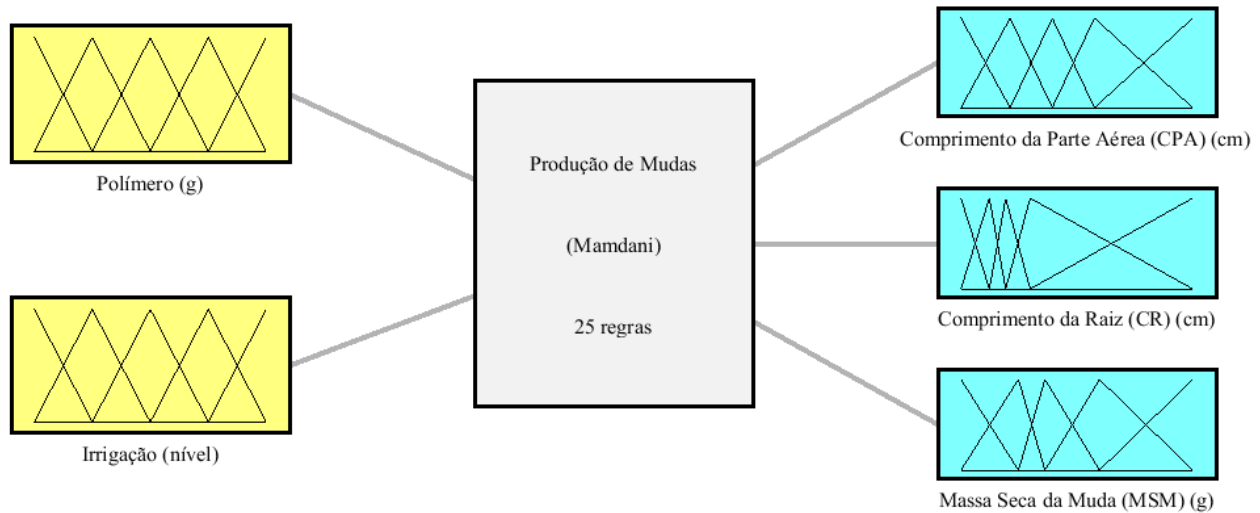 Polímero (g)
Irrigação (nível)
Produção de Mudas
(Mamdani)
25 regras
Comprimento da Parte Aérea (CPA) (cm)
Comprimento da Raiz (CR) (cm)
Massa Seca da Muda (MSM) (g)